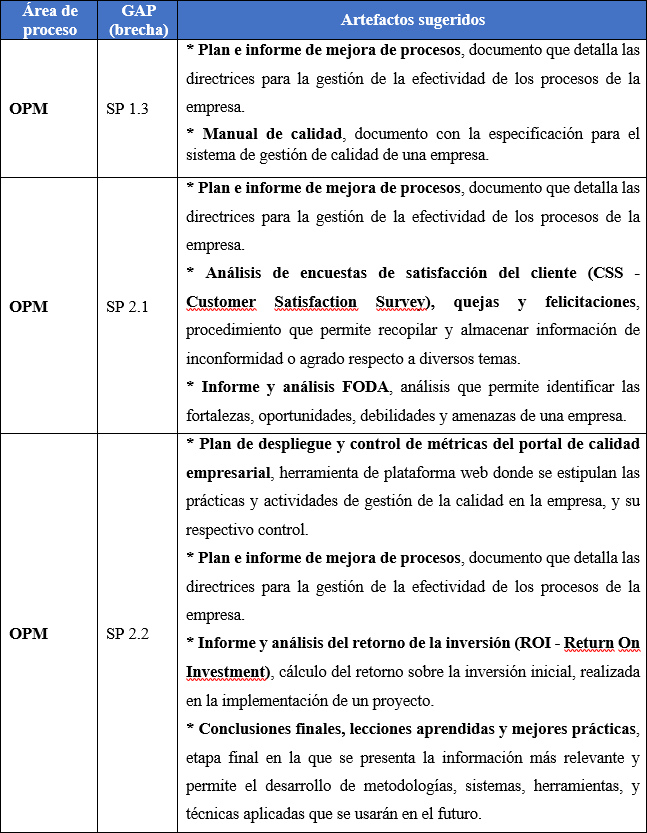 Área de proceso
GAP (brecha)
Artefactos sugeridos
OPM
SP 1.3
* Plan e informe de mejora de procesos, documento que detalla las
directrices para la gestión de la efectividad de los procesos de la
empresa.
* Manual de calidad, documento con la especificación para el
sistema de gestión de calidad de una empresa.
OPM
SP 2.1
* Plan e informe de mejora de procesos, documento que detalla las
directrices para la gestión de la efectividad de los procesos de la
empresa.
* Análisis de encuestas de satisfacción del cliente (CSS -
Customer Satisfaction Survey), quejas y felicitaciones,
procedimiento que permite recopilar y almacenar información de
inconformidad o agrado respecto a diversos temas.
* Informe y análisis FODA, análisis que permite identificar las
fortalezas, oportunidades, debilidades y amenazas de una empresa.
OPM
SP 2.2
* Plan de despliegue y control de métricas del portal de calidad
empresarial, herramienta de plataforma web donde se estipulan las
prácticas y actividades de gestión de la calidad en la empresa, y su
respectivo control.
* Plan e informe de mejora de procesos, documento que detalla las
directrices para la gestión de la efectividad de los procesos de la
empresa.
* Informe y análisis del retorno de la inversión (ROI - Return On
Investment), cálculo del retorno sobre la inversión inicial, realizada
en la implementación de un proyecto.
* Conclusiones finales, lecciones aprendidas y mejores prácticas,
etapa final en la que se presenta la información más relevante y
permite el desarrollo de metodologías, sistemas, herramientas, y
técnicas aplicadas que se usarán en el futuro.